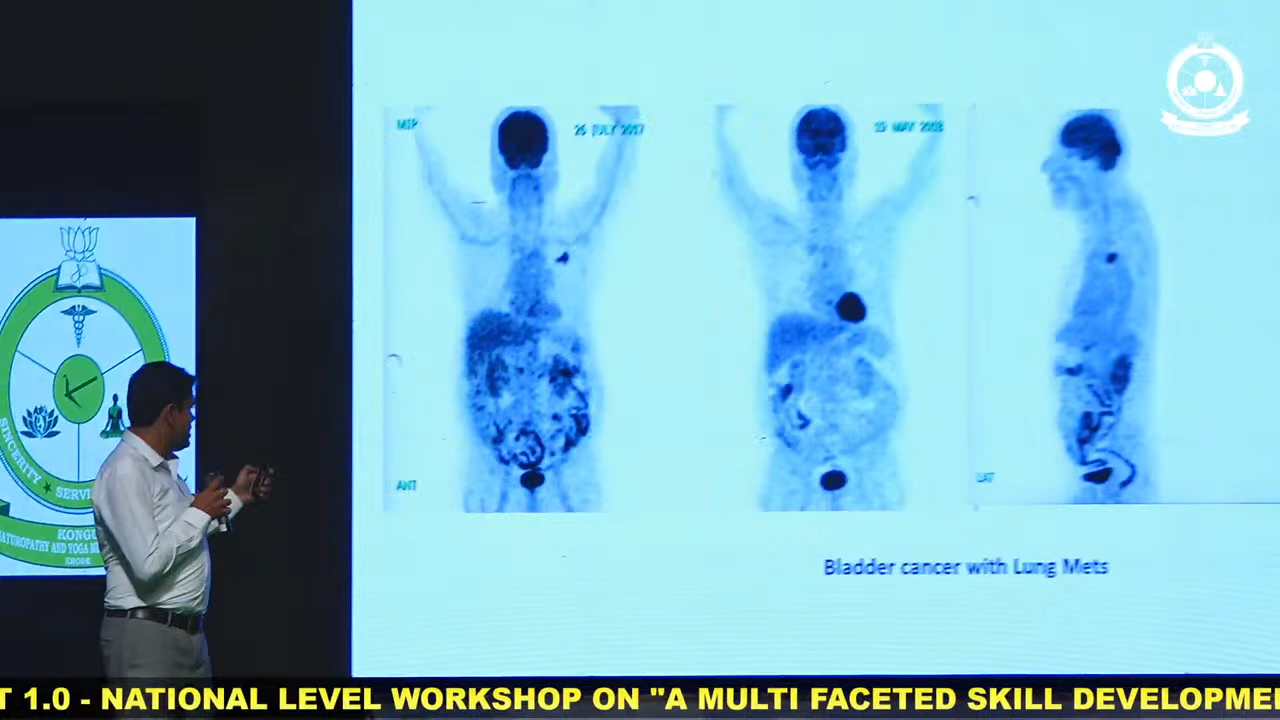 MIP
26 JULY 2017
15 MAY 2018
ANT
LAT
Bladder cancer with Lung Mets
SINCERITY ★ SERVI
KONGU
NATUROPATHY AND YOGA
ERODE
T 1.0 - NATIONAL LEVEL WORKSHOP ON "A MULTI FACETED SKILL DEVELOPME